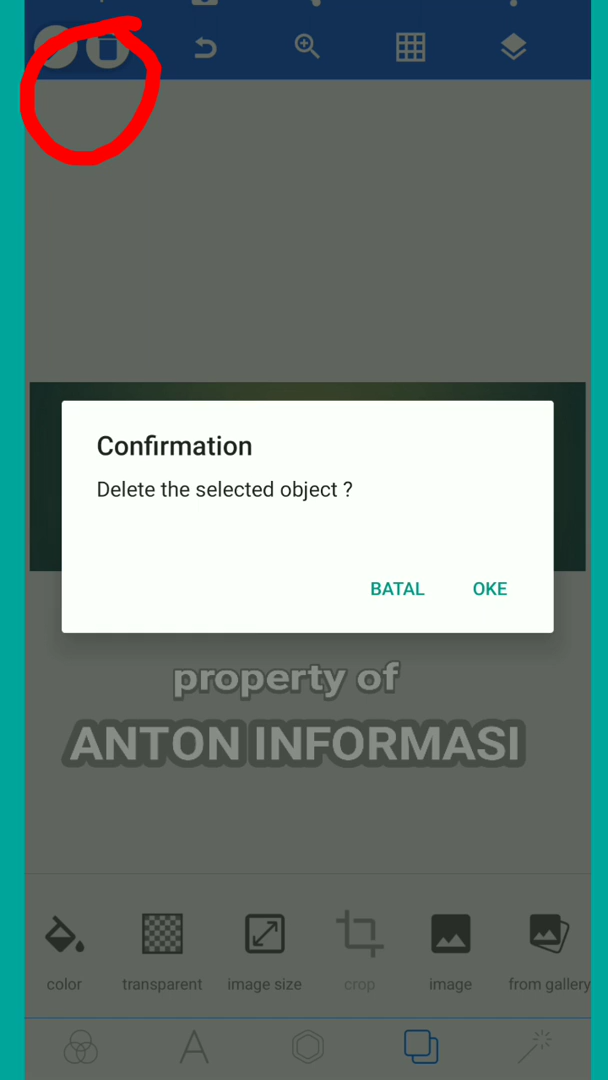 Confirmation
Delete the selected object ?
BATAL OKE
property of
ANTON INFORMASI
color transparent image size crop image from gallery